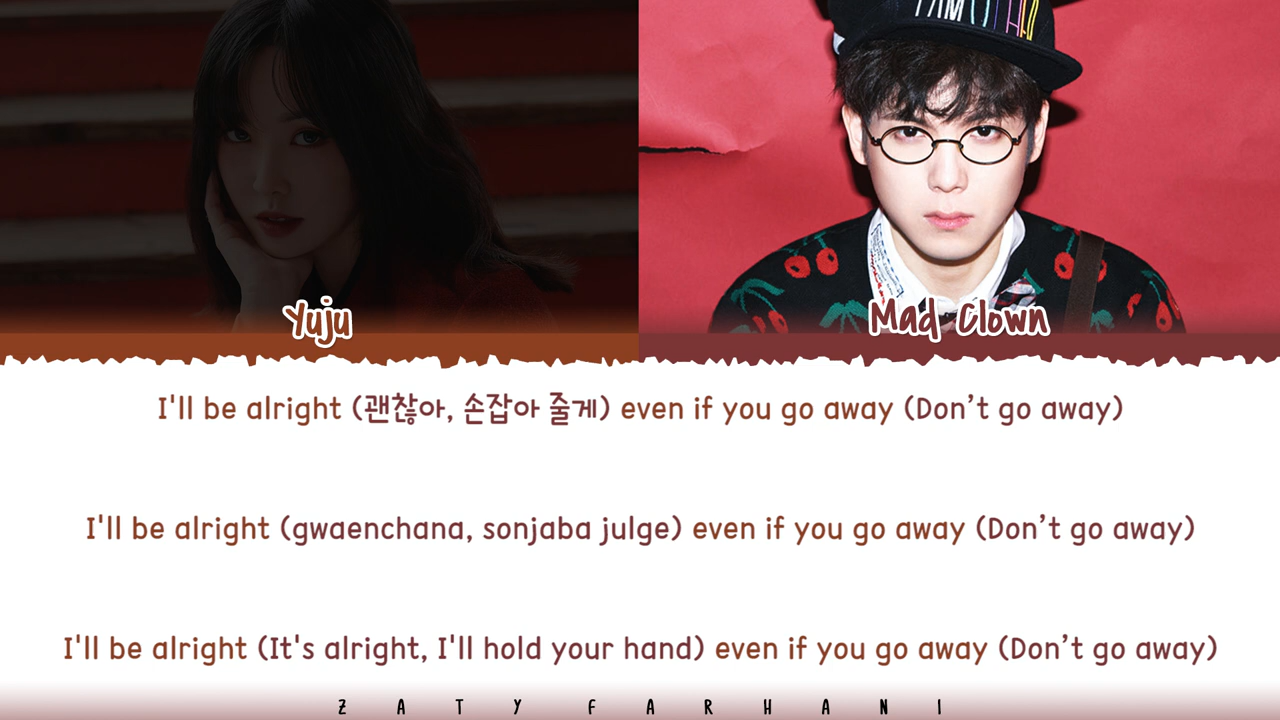 Yuju
Mad Clown
I'll be alright (괜찮아, 손잡아 줄게) even if you go away (Don't go away)
I'll be alright (gwaenchana, sonjaba julge) even if you go away (Don't go away)
I'll be alright (It's alright, I'll hold your hand) even if you go away (Don't go away)
ZATY FARHANI